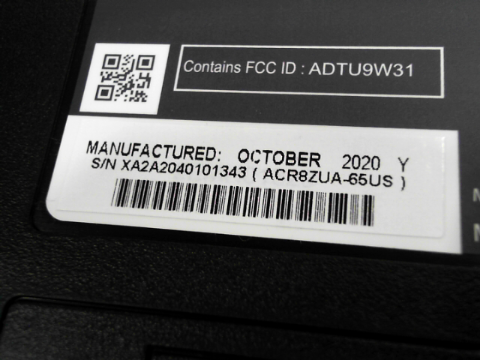 Contains FCC ID : ADTU9W31
MANUFACTURED: OCTOBER 2020 Y
S/N XA2A2040101343 ( ACR8ZUA-65US )